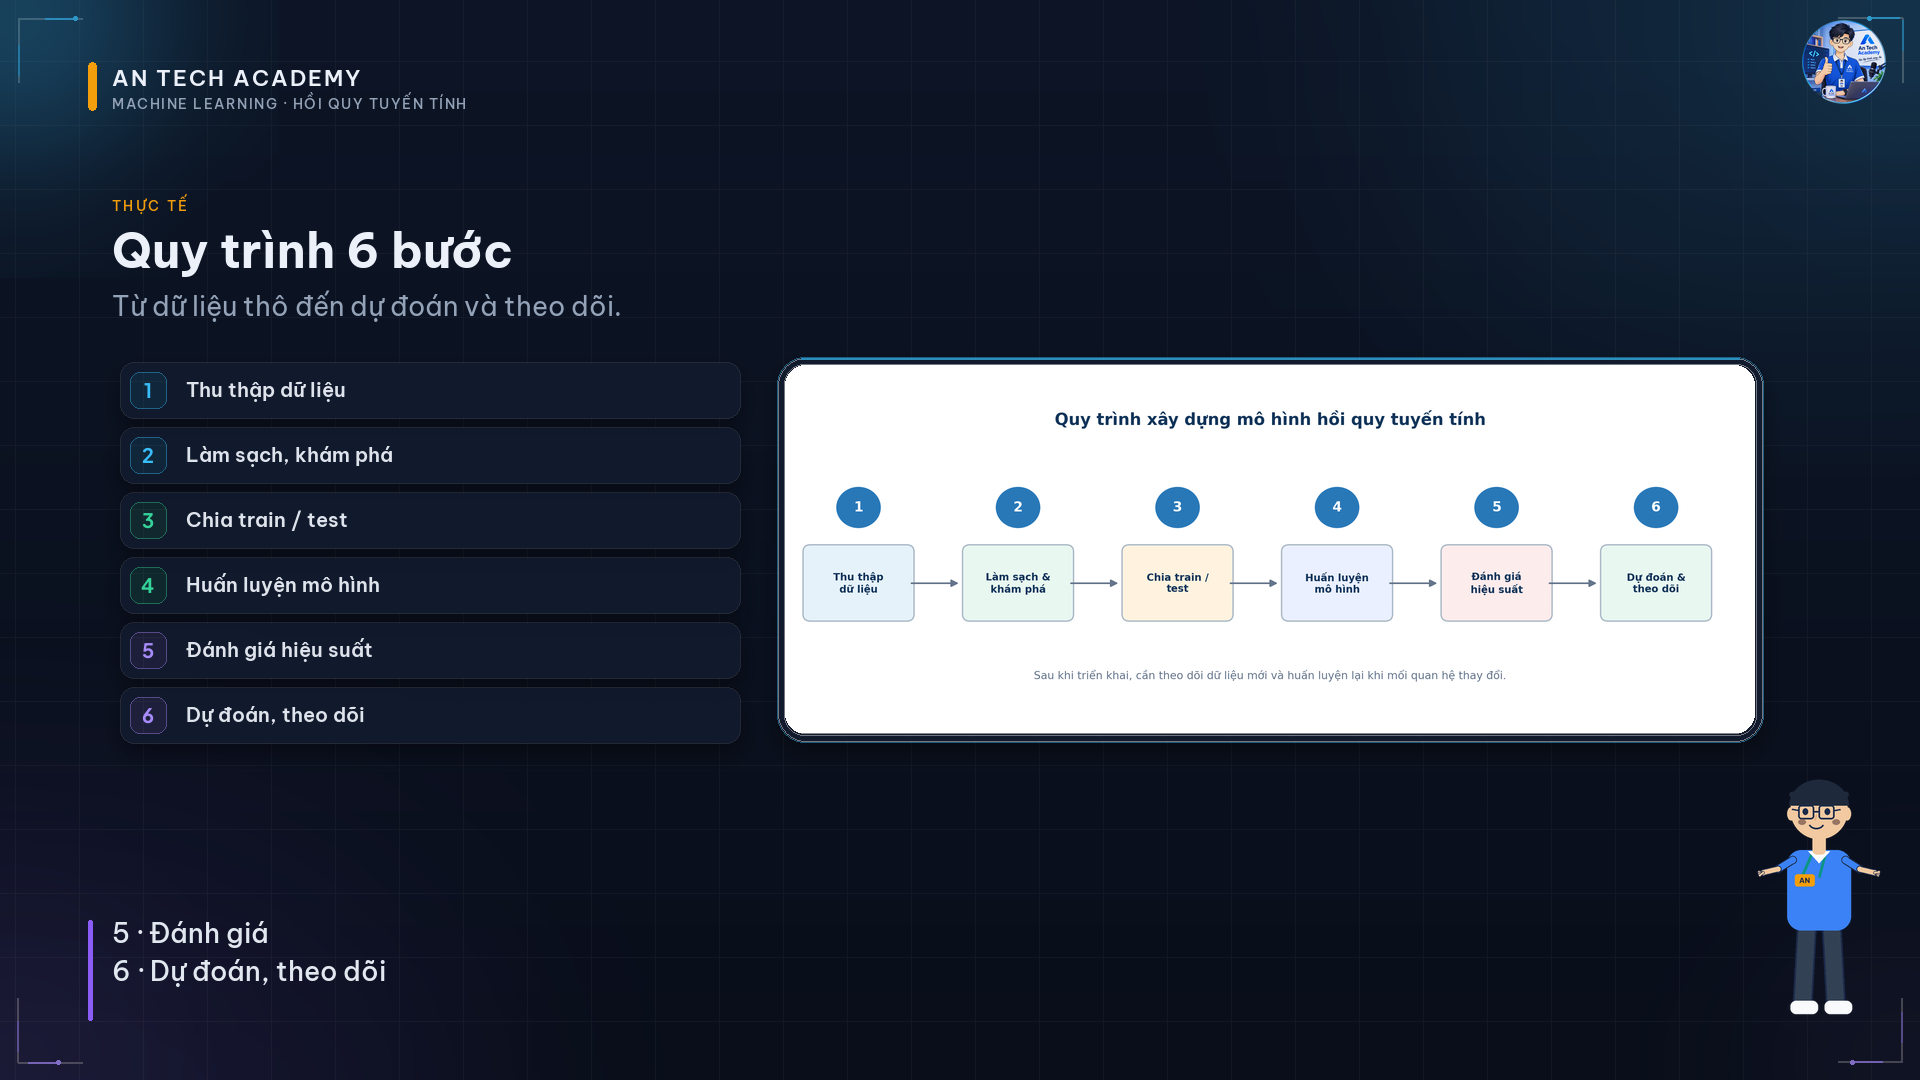 AN TECH ACADEMY
MACHINE LEARNING · HỒI QUY TUYẾN TÍNH
An Tech
Academy
THỰC TẾ
Quy trình 6 bước
Từ dữ liệu thô đến dự đoán và theo dõi.
1 Thu thập dữ liệu
2 Làm sạch, khám phá
3 Chia train / test
4 Huấn luyện mô hình
5 Đánh giá hiệu suất
6 Dự đoán, theo dõi
Quy trình xây dựng mô hình hồi quy tuyến tính
1
Thu thập
dữ liệu
2
Làm sạch &
khám phá
3
Chia train /
test
4
Huấn luyện
mô hình
5
Đánh giá
hiệu suất
6
Dự đoán &
theo dõi
Sau khi triển khai, cần theo dõi dữ liệu mới và huấn luyện lại khi mối quan hệ thay đổi.
AN
5 · Đánh giá
6 · Dự đoán, theo dõi